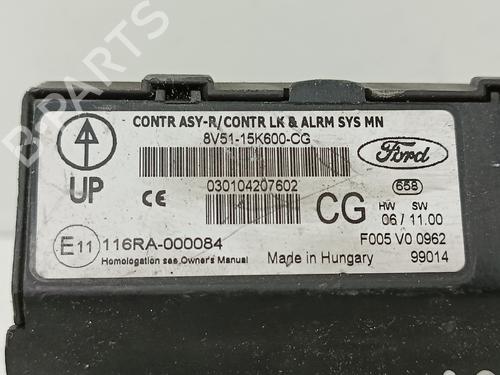 B-PARTS
CONTR ASY-R/CONTR LK & ALRM SYS MN
8V51-15K600-CG
Ford
UP
CE
030104207602
658
CG
HW SW
06 / 11.00
E11 116RA-000084
F005 V0 0962
Homologation see Owner's Manual
Made in Hungary
99014